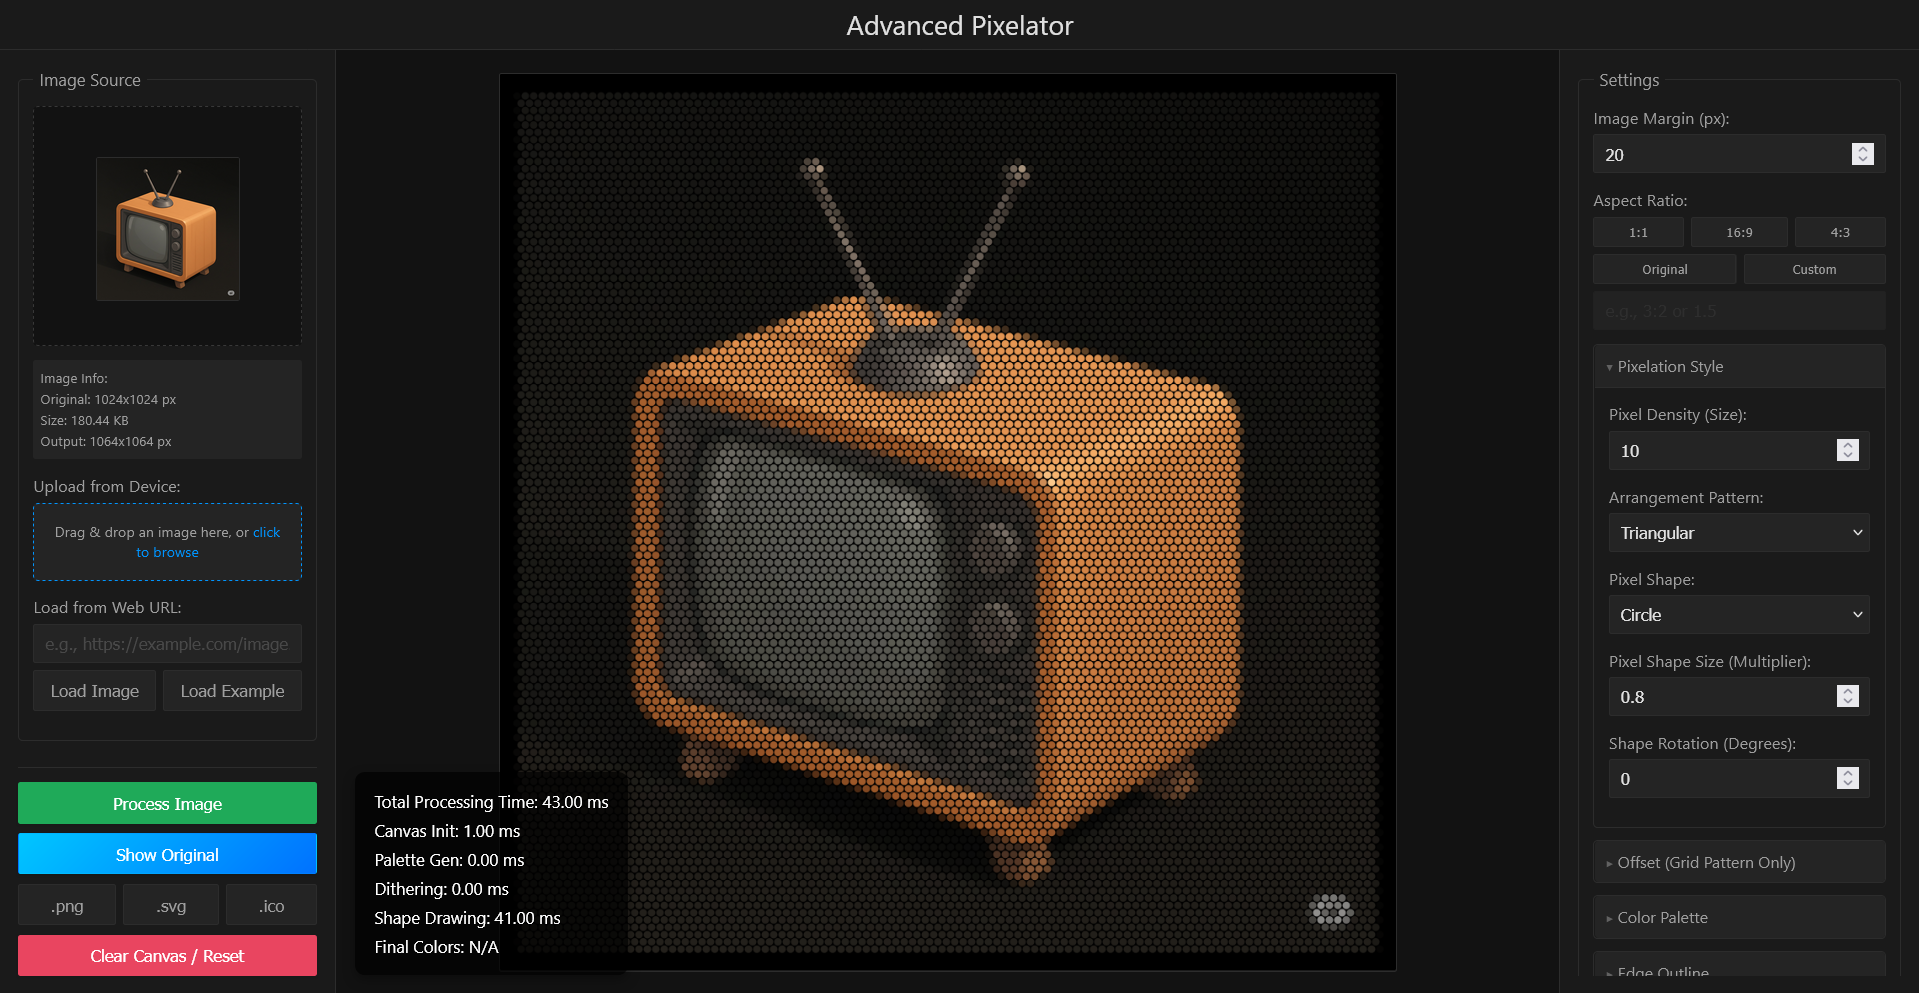 Advanced Pixelator
Image Source
Image Info:
Original: 1024x1024 px
Size: 180.44 KB
Output: 1064x1064 px
Upload from Device:
Drag & drop an image here, or click
to browse
Load from Web URL:
e.g., https://example.com/image
Load Image
Load Example
Process Image
Show Original
.png
.svg
.ico
Clear Canvas / Reset
Total Processing Time: 43.00 ms
Canvas Init: 1.00 ms
Palette Gen: 0.00 ms
Dithering: 0.00 ms
Shape Drawing: 41.00 ms
Final Colors: N/A
Settings
Image Margin (px):
20
Aspect Ratio:
1:1
16:9
4:3
Original
Custom
e.g., 3:2 or 1.5
Pixelation Style
Pixel Density (Size):
10
Arrangement Pattern:
Triangular
Pixel Shape:
Circle
Pixel Shape Size (Multiplier):
0.8
Shape Rotation (Degrees):
0
Offset (Grid Pattern Only)
Color Palette
Edge Outline